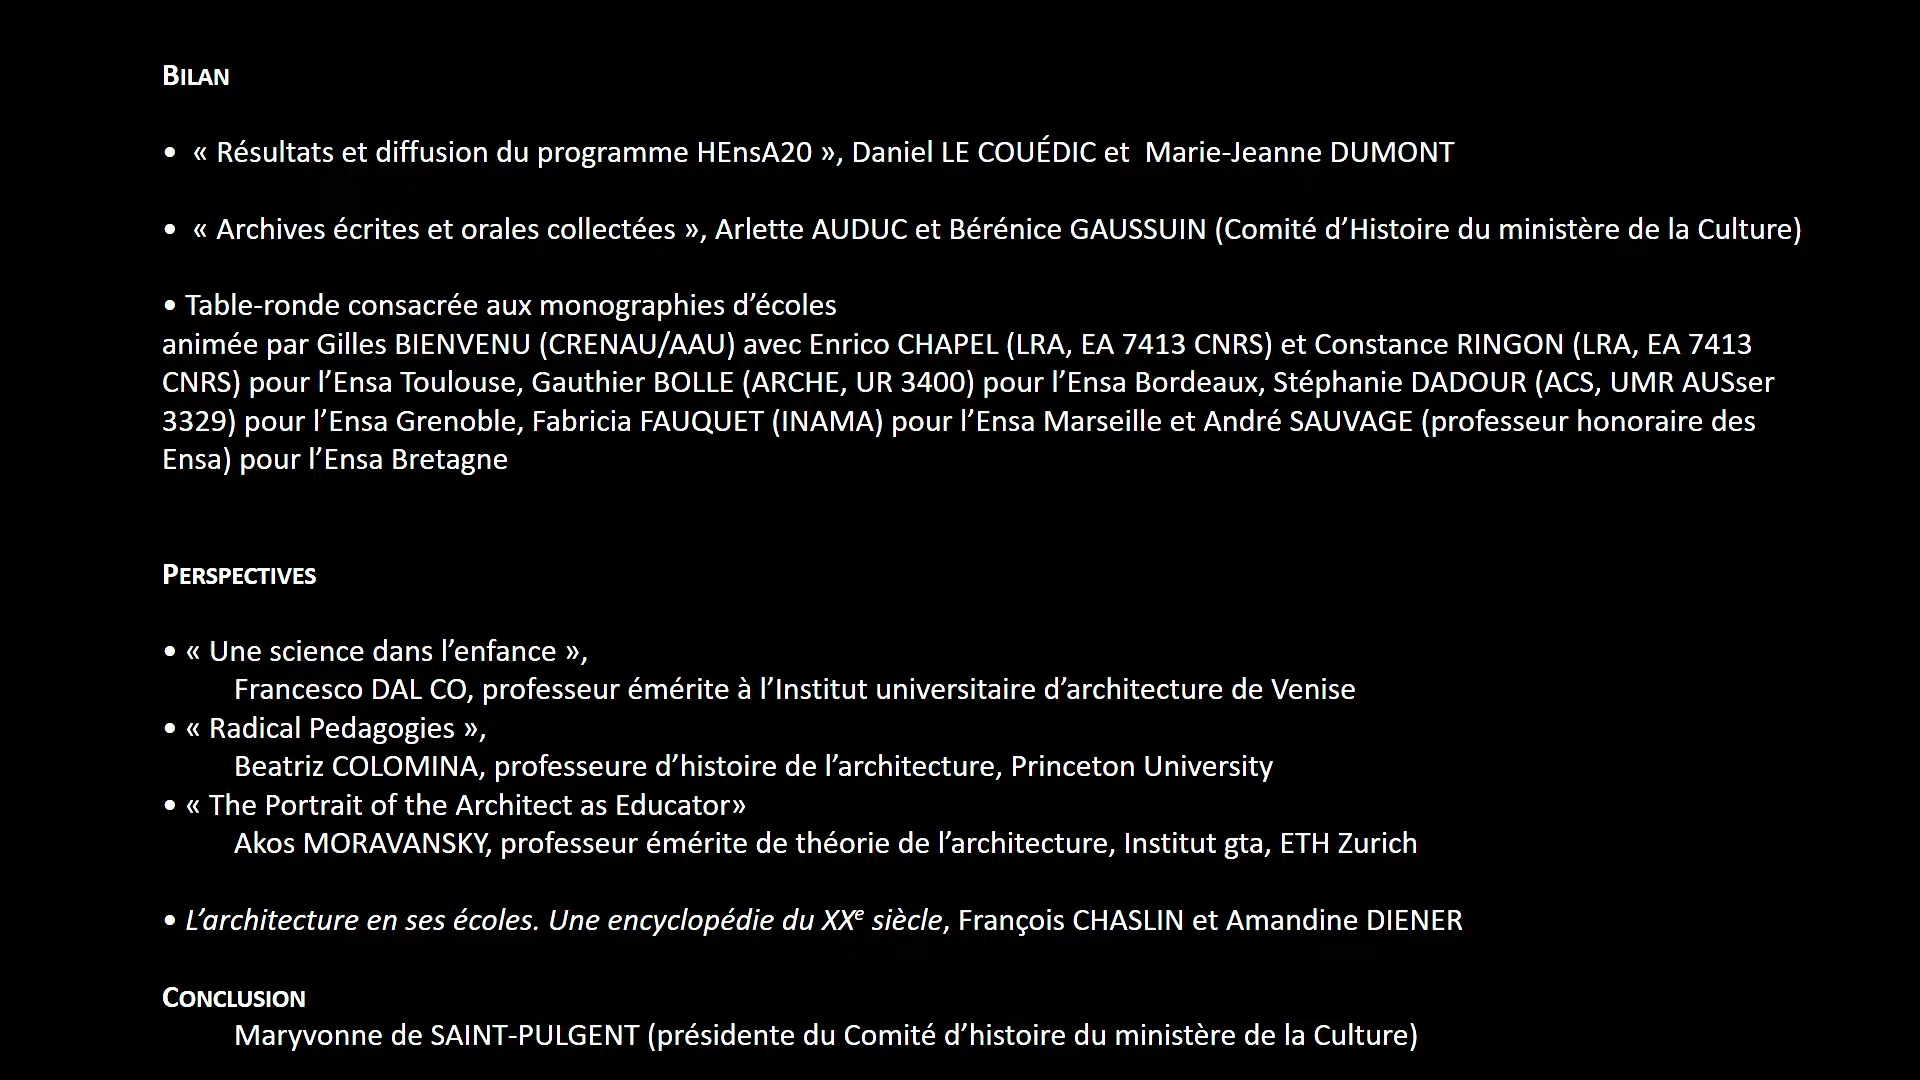 BILAN
• « Résultats et diffusion du programme HEnsA20 », Daniel LE COUÉDIC et  Marie-Jeanne DUMONT
• « Archives écrites et orales collectées », Arlette AUDUC et Bérénice GAUSSUIN (Comité d’Histoire du ministère de la Culture)
• Table-ronde consacrée aux monographies d’écoles
animée par Gilles BIENVENU (CRENAU/AAU) avec Enrico CHAPEL (LRA, EA 7413 CNRS) et Constance RINGON (LRA, EA 7413
CNRS) pour l’Ensa Toulouse, Gauthier BOLLE (ARCHE, UR 3400) pour l’Ensa Bordeaux, Stéphanie DADOUR (ACS, UMR AUSser
3329) pour l’Ensa Grenoble, Fabricia FAUQUET (INAMA) pour l’Ensa Marseille et André SAUVAGE (professeur honoraire des
Ensa) pour l’Ensa Bretagne
PERSPECTIVES
• « Une science dans l’enfance »,
Francesco DAL CO, professeur émérite à l’Institut universitaire d’architecture de Venise
• « Radical Pedagogies »,
Beatriz COLOMINA, professeure d’histoire de l’architecture, Princeton University
• « The Portrait of the Architect as Educator»
Akos MORAVANSKY, professeur émérite de théorie de l’architecture, Institut gta, ETH Zurich
• L’architecture en ses écoles. Une encyclopédie du XXe siècle, François CHASLIN et Amandine DIENER
CONCLUSION
Maryvonne de SAINT-PULGENT (présidente du Comité d’histoire du ministère de la Culture)